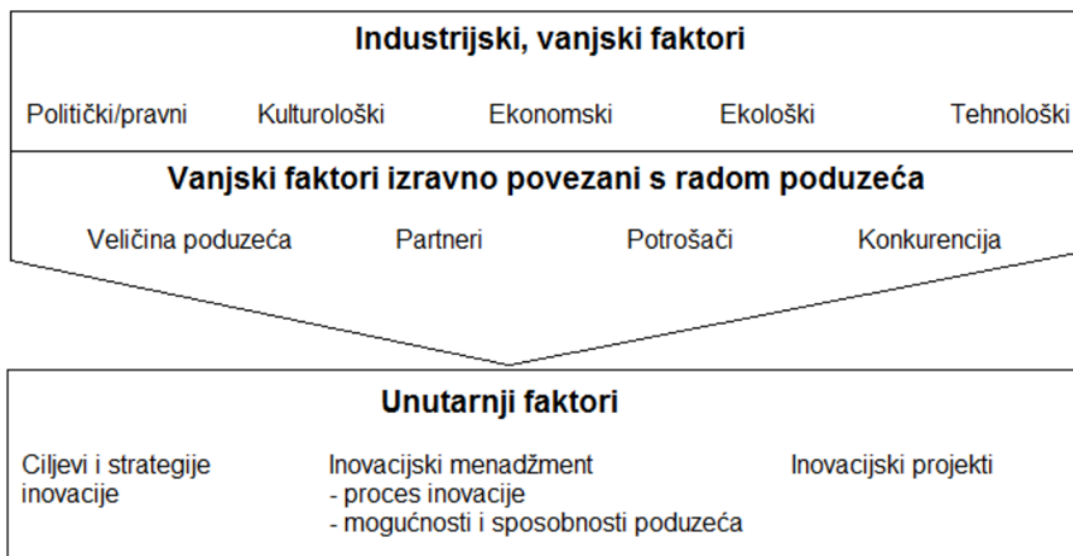 Industrijski, vanjski faktori
Politički/pravni Kulturološki Ekonomski Ekološki Tehnološki
Vanjski faktori izravno povezani s radom poduzeća
Veličina poduzeća Partneri Potrošači Konkurencija
Unutarnji faktori
Ciljevi i strategije Inovacijski menadžment Inovacijski projekti
inovacije - proces inovacije
- mogućnosti i sposobnosti poduzeća